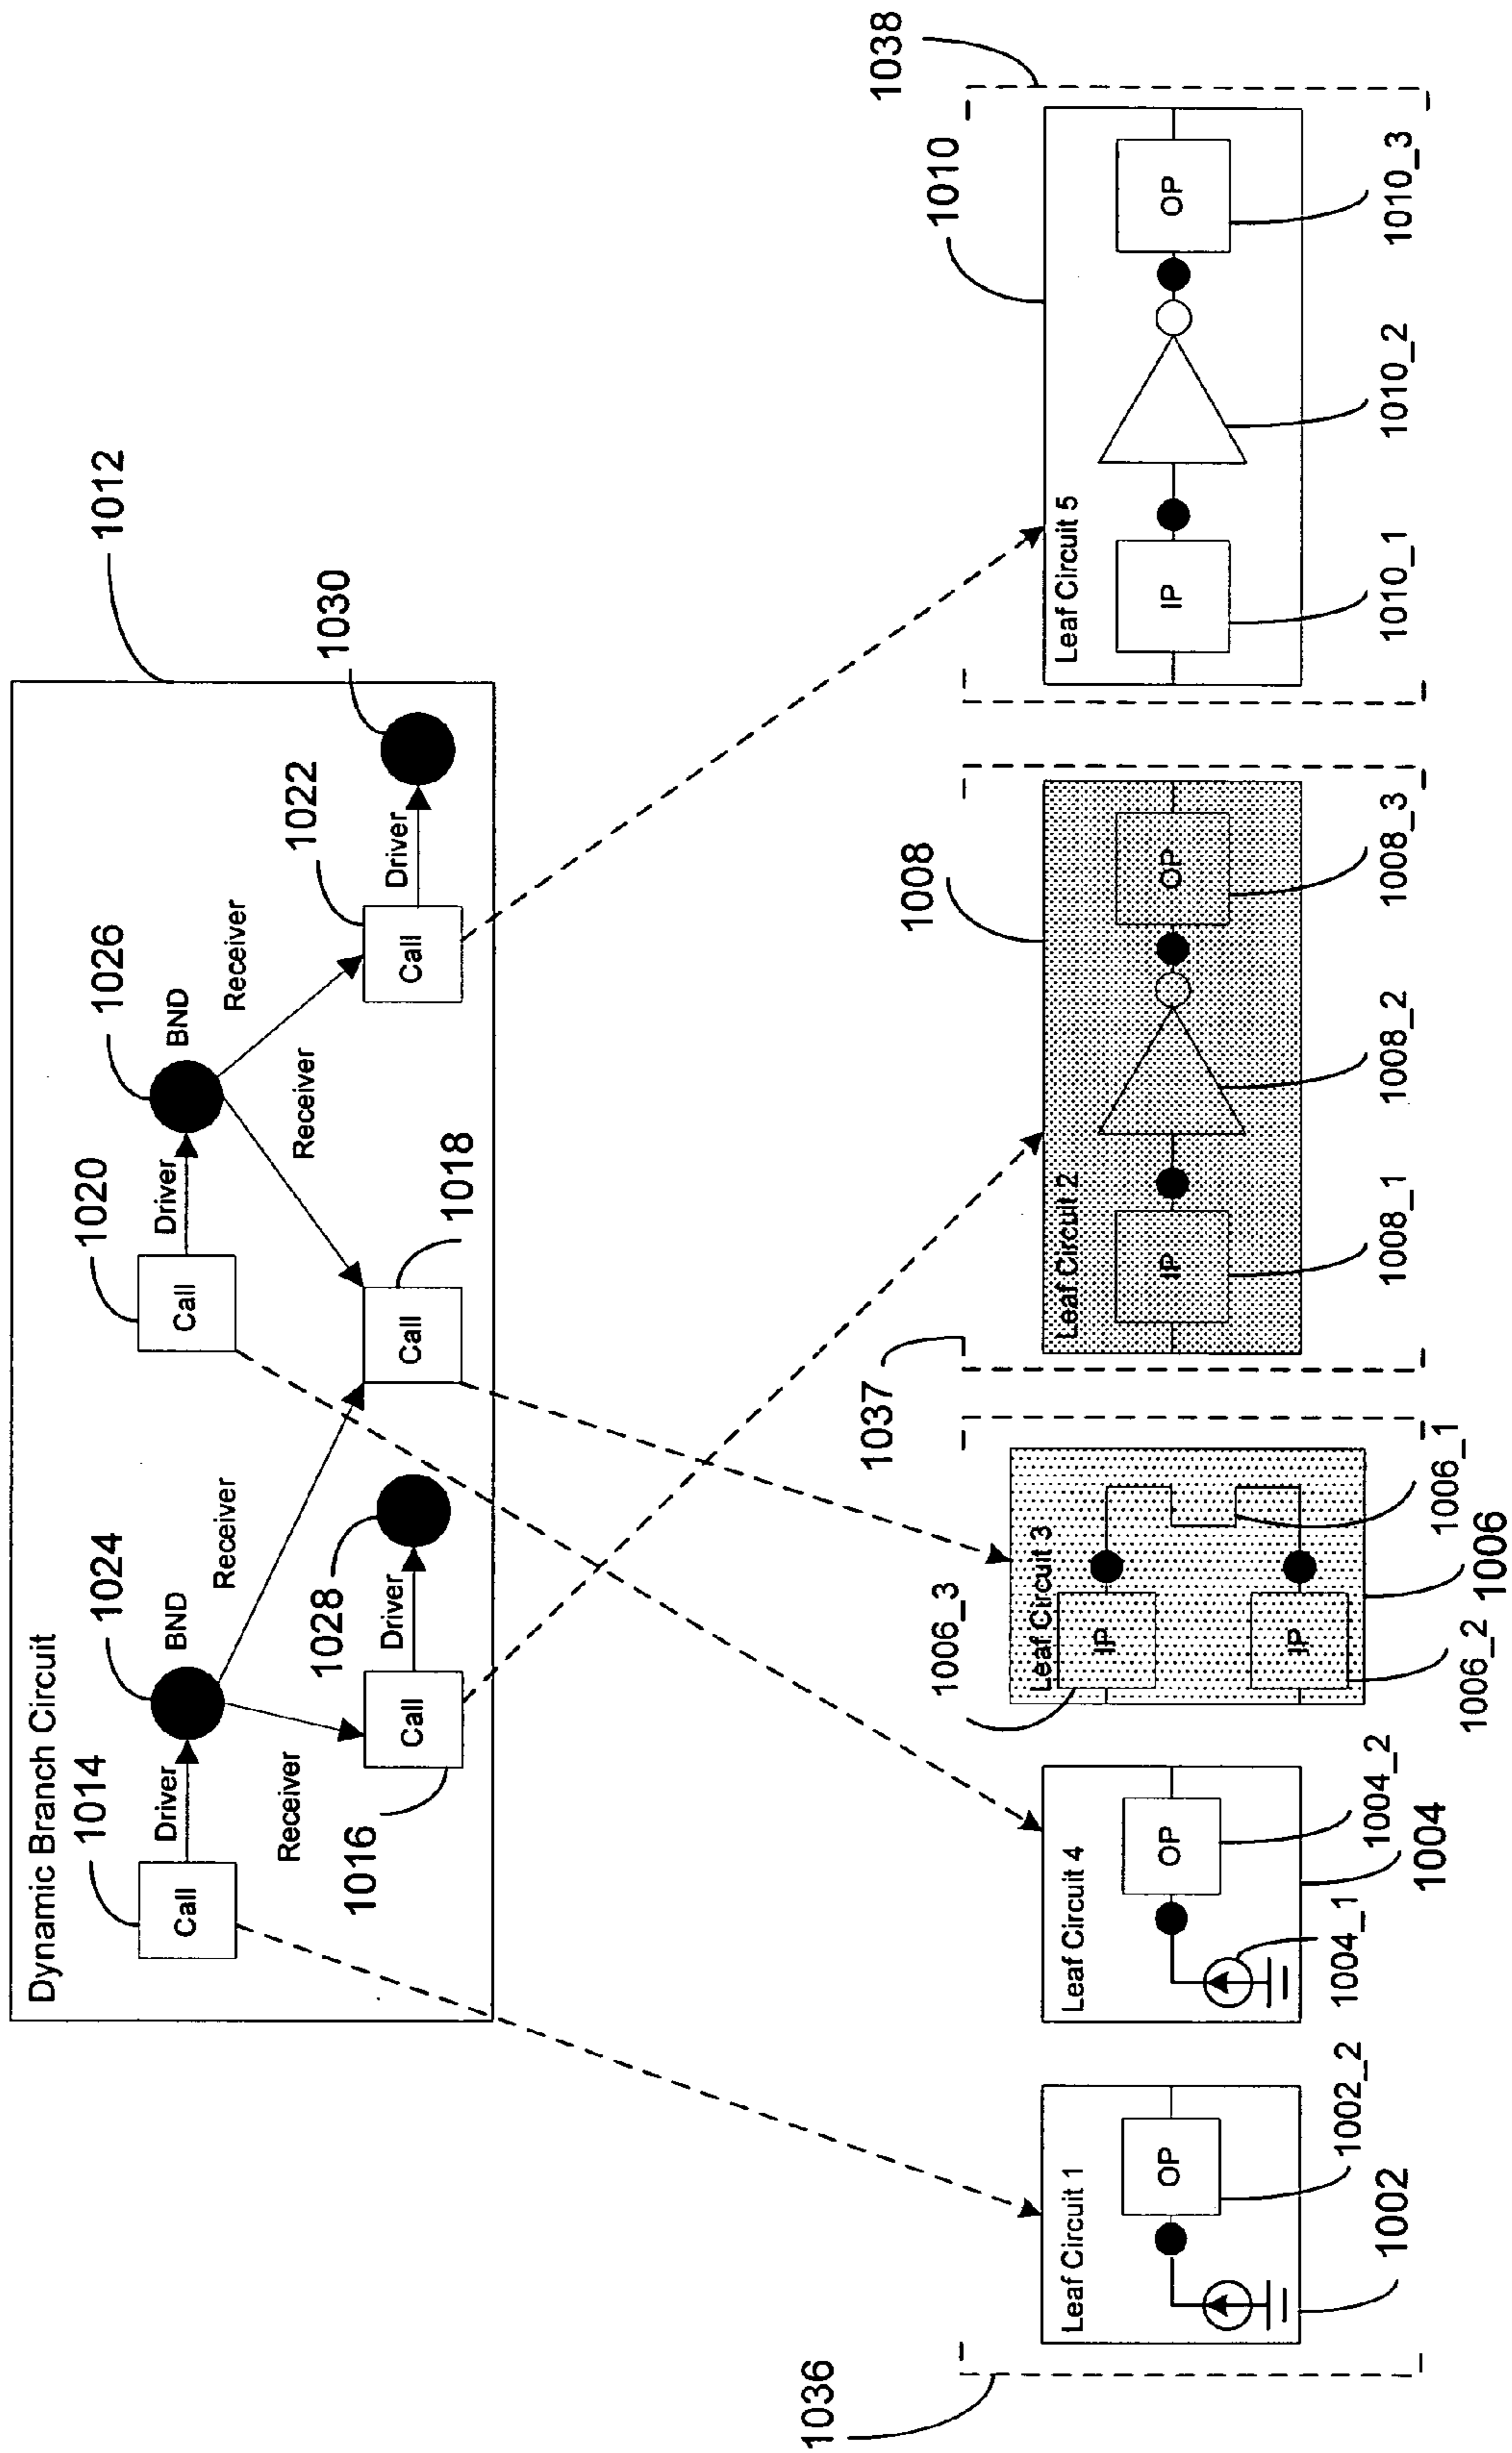 Dynamic Branch Circuit
1012
1014
Call
Driver
1024
BND
Receiver
Receiver
1016
Call
Driver
1028
1020
Call
Driver
1026
BND
Receiver
Receiver
1018
Call
1022
Call
Driver
1030
1036
Leaf Circuit 1
OP
1002_2
1002
Leaf Circuit 4
OP
1004_1
1004_2
1004
1006_3
Leaf Circuit 3
IP
IP
1006_2
1006_1
1006
1037
1008
Leaf Circuit 2
IP
OP
1008_1
1008_2
1008_3
1010
1038
Leaf Circuit 5
IP
OP
1010_1
1010_2
1010_3